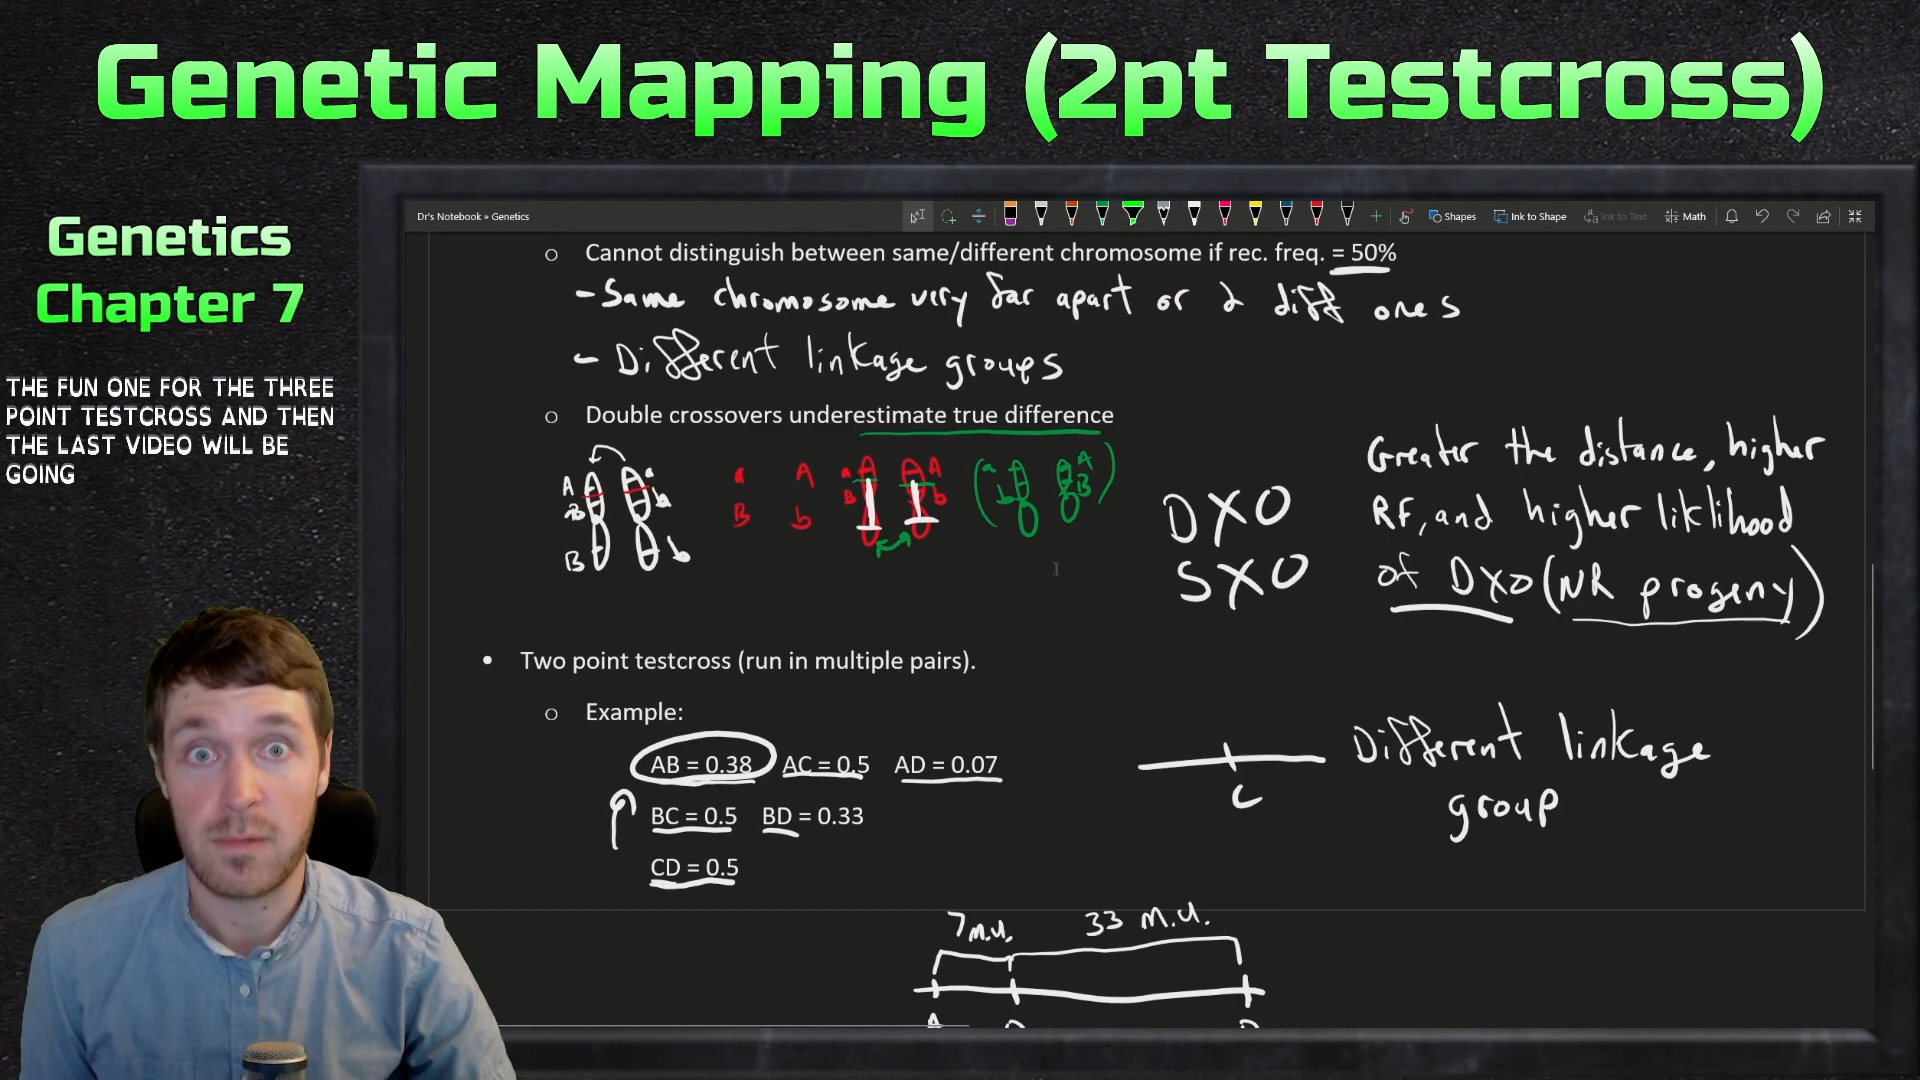 Genetic Mapping (2pt Testcross)
Genetics
Chapter 7
THE FUN ONE FOR THE THREE
POINT TESTCROSS AND THEN
THE LAST VIDEO WILL BE
GOING
Dr's Notebook » Genetics
Shapes
Ink to Shape
Ink to Text
Math
Cannot distinguish between same/different chromosome if rec. freq. = 50%
- Same chromosome very far apart or 2 diff ones
- Different linkage groups
Double crossovers underestimate true difference
A a
B b
B b
a A
B b
a A
B b
a A
b B
DXO
SXO
Greater the distance, higher
RF, and higher liklihood
of DXO (NR progeny)
Two point testcross (run in multiple pairs).
Example:
AB = 0.38 AC = 0.5 AD = 0.07
BC = 0.5 BD = 0.33
CD = 0.5
C
Different linkage
group
7 m.u. 33 m.u.